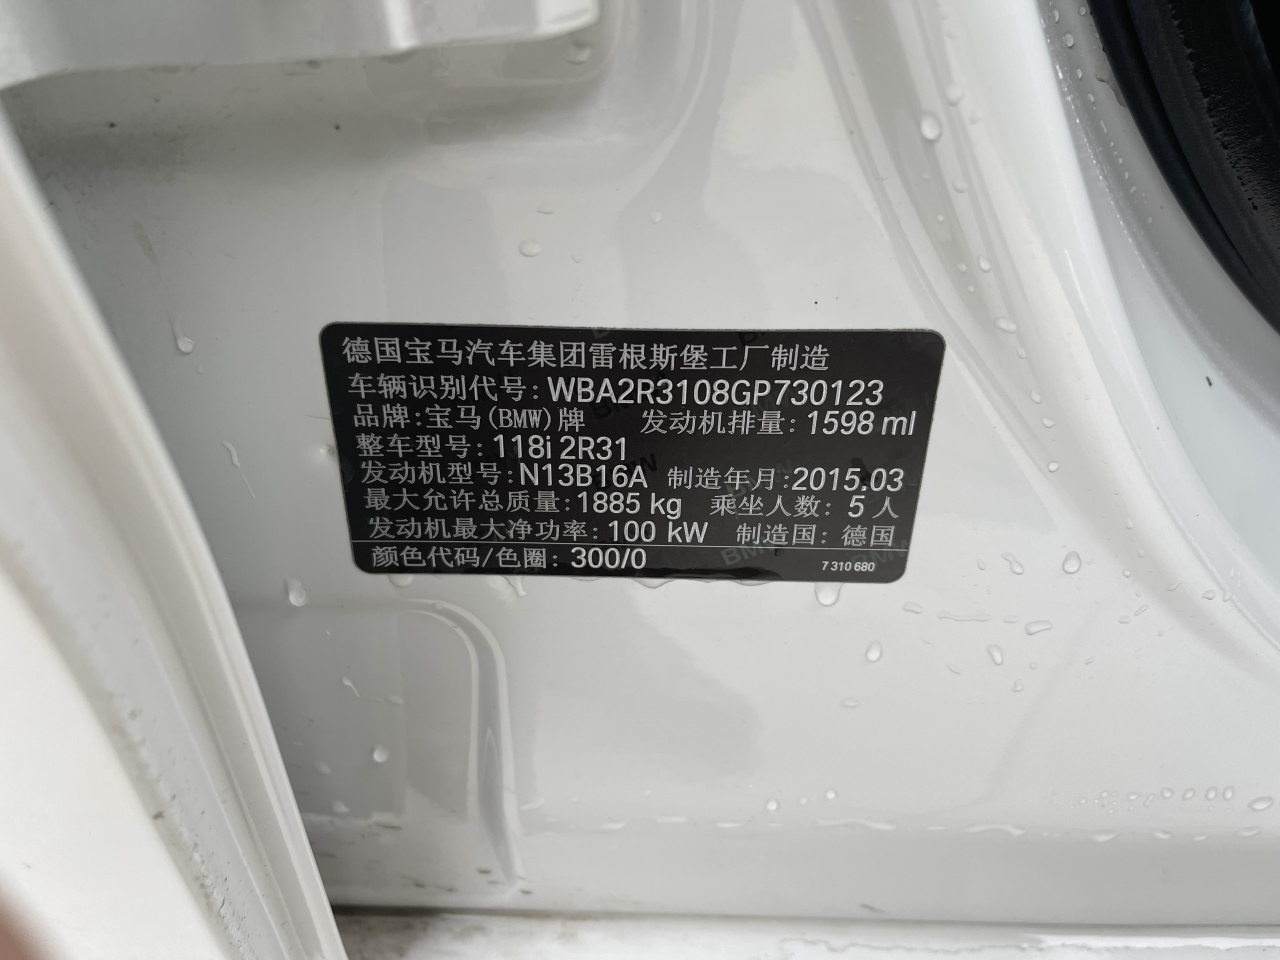 德国宝马汽车集团雷根斯堡工厂制造
车辆识别代号: WBA2R3108GP730123
品牌:宝马(BMW)牌 发动机排量: 1598 ml
整车型号: 118i 2R31
发动机型号: N13B16A 制造年月:2015.03
最大允许总质量: 1885 kg 乘坐人数: 5 人
发动机最大净功率: 100 kW 制造国: 德国
颜色代码/色圈: 300/0 7 310 680